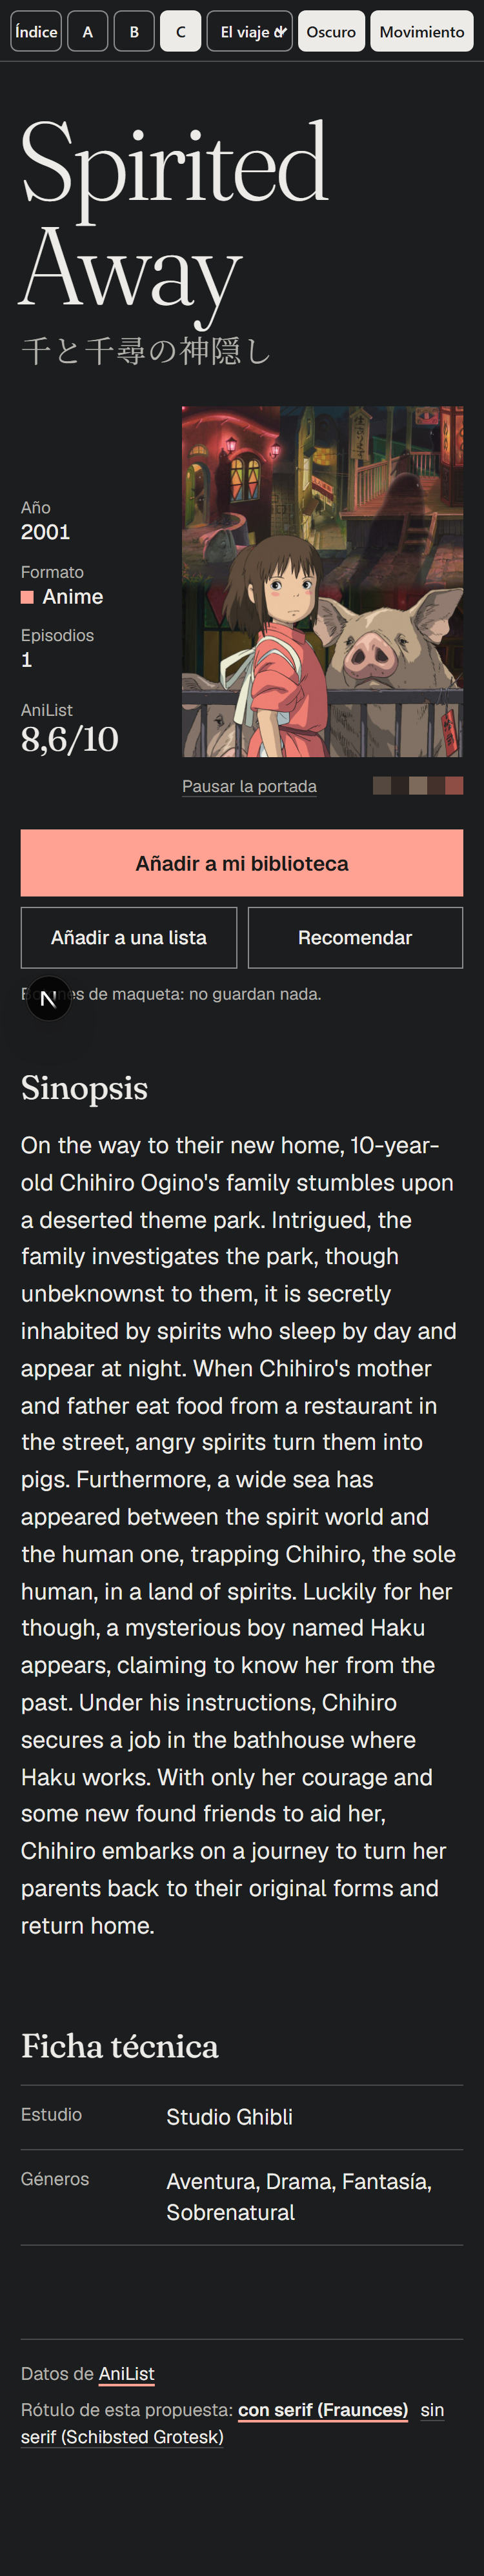 Índice A B C El viaje d Oscuro Movimiento
Spirited
Away
千と千尋の神隠し
Año
2001
Formato
Anime
Episodios
1
AniList
8,6/10
Pausar la portada
Añadir a mi biblioteca
Añadir a una lista Recomendar
N
de maqueta: no guardan nada.
Sinopsis
On the way to their new home, 10-year-
old Chihiro Ogino's family stumbles upon
a deserted theme park. Intrigued, the
family investigates the park, though
unbeknownst to them, it is secretly
inhabited by spirits who sleep by day and
appear at night. When Chihiro's mother
and father eat food from a restaurant in
the street, angry spirits turn them into
pigs. Furthermore, a wide sea has
appeared between the spirit world and
the human one, trapping Chihiro, the sole
human, in a land of spirits. Luckily for her
though, a mysterious boy named Haku
appears, claiming to know her from the
past. Under his instructions, Chihiro
secures a job in the bathhouse where
Haku works. With only her courage and
some new found friends to aid her,
Chihiro embarks on a journey to turn her
parents back to their original forms and
return home.
Ficha técnica
Estudio Studio Ghibli
Géneros Aventura, Drama, Fantasía,
Sobrenatural
Datos de AniList
Rótulo de esta propuesta: con serif (Fraunces) sin
serif (Schibsted Grotesk)